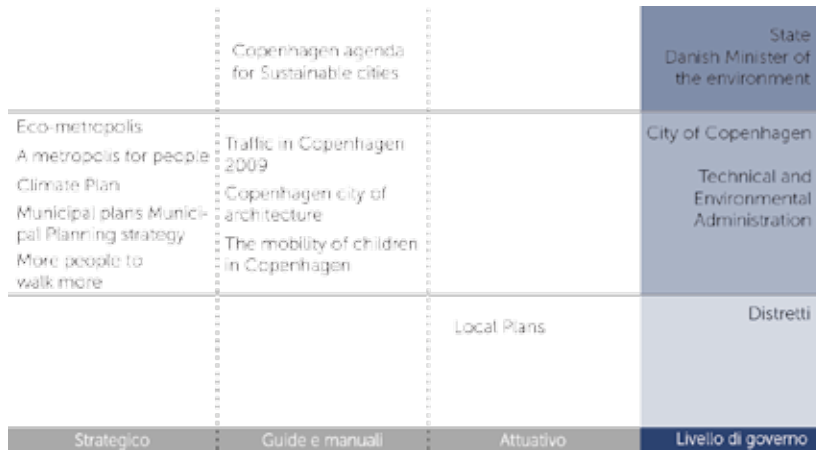 Copenhagen agenda
for Sustainable cities
State
Danish Minister of
the environment
Eco-metropolis
A metropolis for people
Climate Plan
Municipal plans Munici-
pal Planning strategy
More people to
walk more
Traffic in Copenhagen
2009
Copenhagen city of
architecture
The mobility of children
in Copenhagen
City of Copenhagen
Technical and
Environmental
Administration
Local Plans
Distretti
Strategico
Guide e manuali
Attuativo
Livello di governo